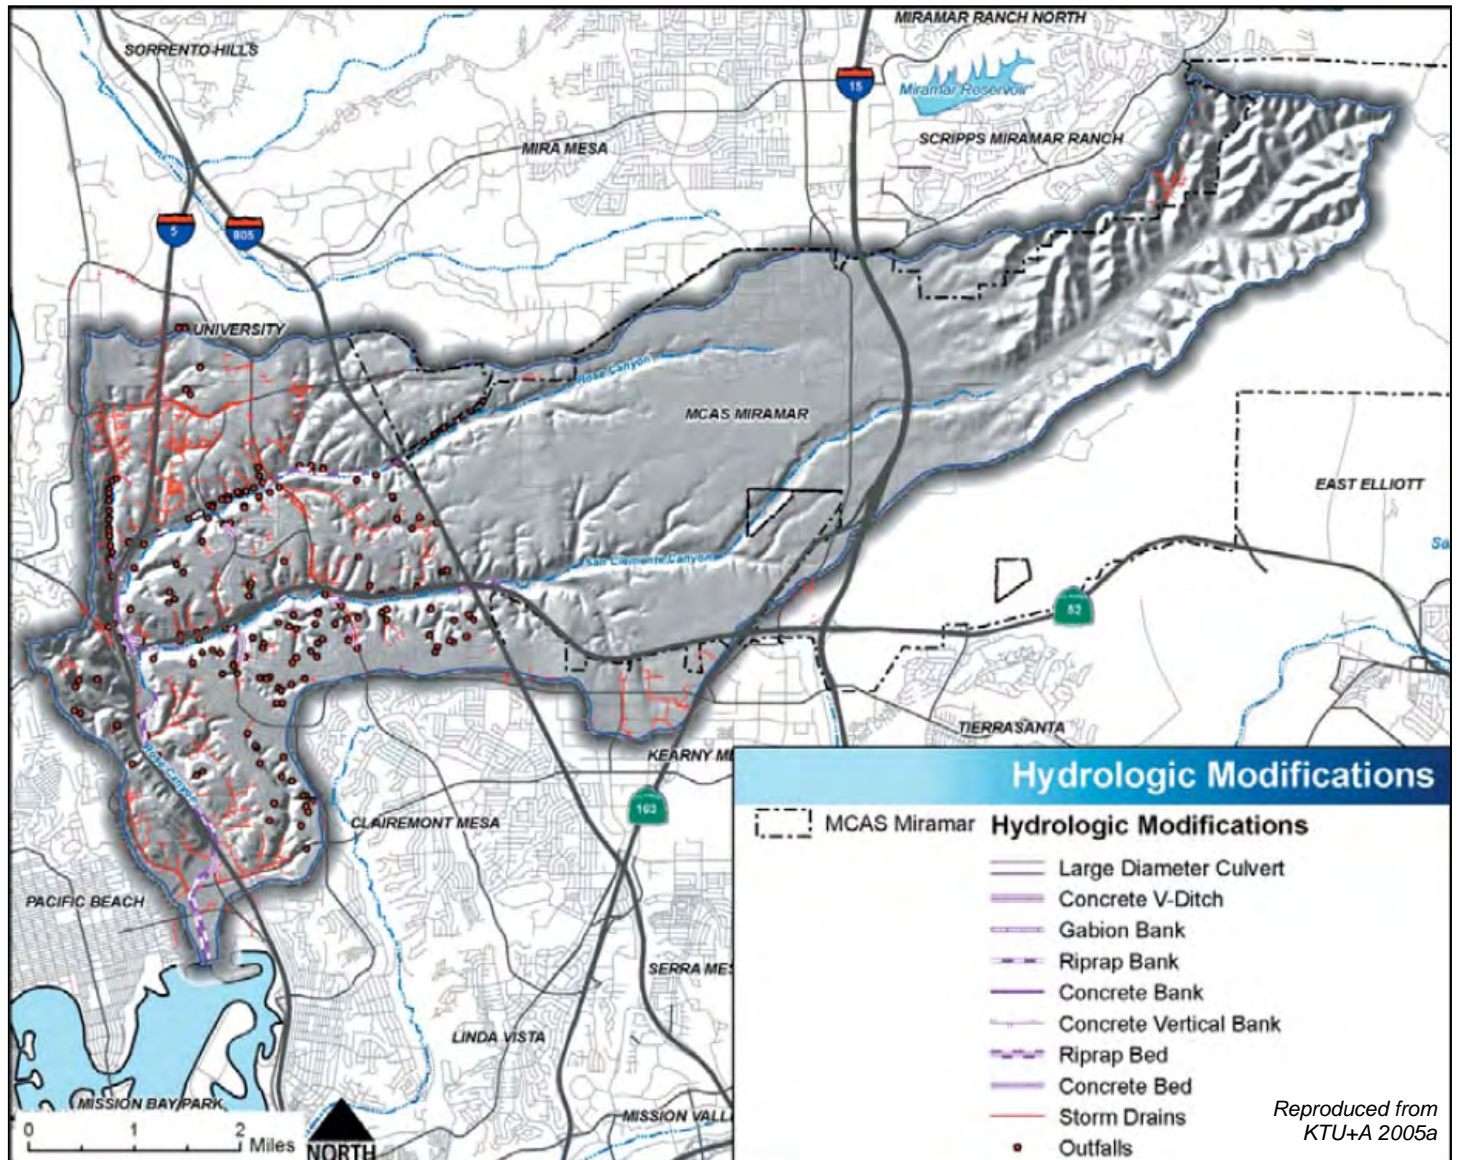 MIRAMAR RANCH NORTH
SORRENTO HILLS
15
Miramar Reservoir
SCRIPPS MIRAMAR RANCH
MIRA MESA
5
805
UNIVERSITY
Rose Canyon
MCAS MIRAMAR
EAST ELLIOTT
San Clemente Canyon
52
TIERRASANTA
KEARNY ME
Rose Canyon
163
CLAIREMONT MESA
PACIFIC BEACH
SERRA MES
LINDA VISTA
MISSION BAY PARK
MISSION VALL
0 1 2 Miles
NORTH
Hydrologic Modifications
MCAS Miramar
Hydrologic Modifications
Large Diameter Culvert
Concrete V-Ditch
Gabion Bank
Riprap Bank
Concrete Bank
Concrete Vertical Bank
Riprap Bed
Concrete Bed
Storm Drains
Outfalls
Reproduced from
KTU+A 2005a